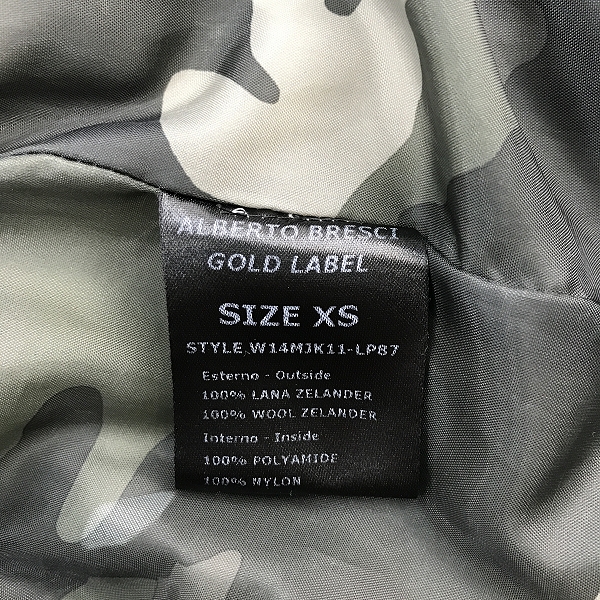 ALBERTO BRESCI
GOLD LABEL
SIZE XS
STYLE.W14MJK11-LP87
Esterno - Outside
100% LANA ZELANDER
100% WOOL ZELANDER
Interno - Inside
100% POLYAMIDE
100% NYLON